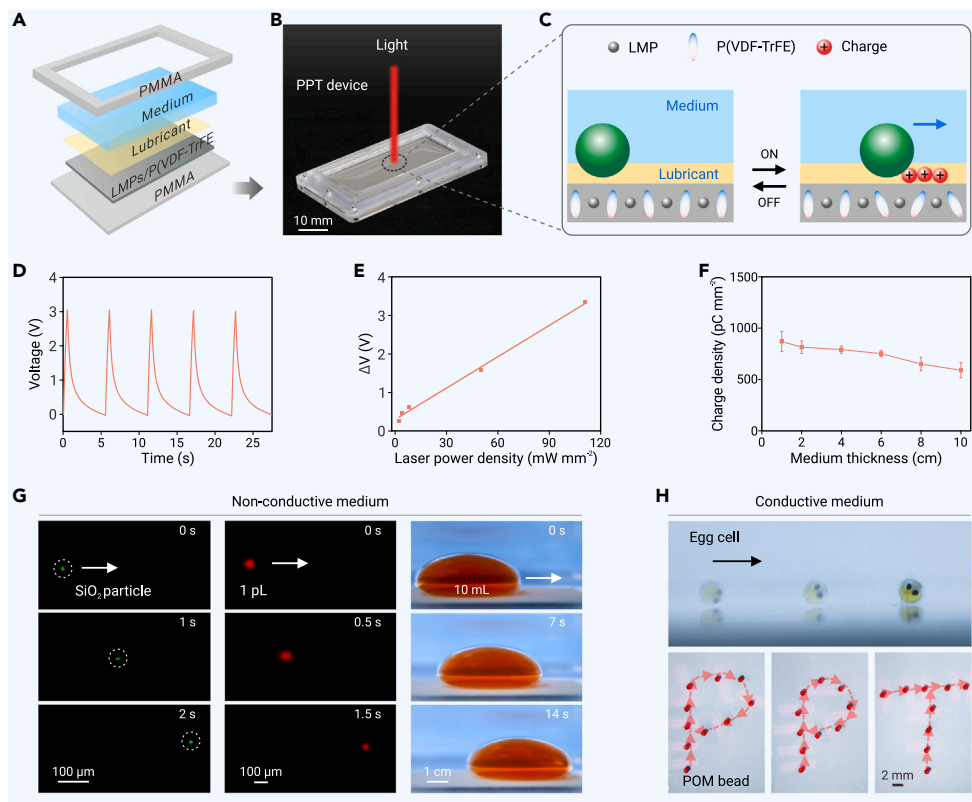 A
PMMA
Medium
Lubricant
LMPs/P(VDF-TrFE
PMMA
B
Light
PPT device
10 mm
C
LMP
P(VDF-TrFE)
Charge
Medium
Lubricant
ON
OFF
D
Voltage (V)
4
3
2
1
0
0 5 10 15 20 25
Time (s)
E
ΔV (V)
4
3
2
1
0
0 30 60 90 120
Laser power density (mW mm⁻²)
F
Charge density (pC mm⁻²)
1500
1000
500
0
0 2 4 6 8 10
Medium thickness (cm)
G
Non-conductive medium
0 s
SiO₂ particle
1 s
2 s
100 µm
0 s
1 pL
0.5 s
1.5 s
100 µm
0 s
10 mL
7 s
14 s
1 cm
H
Conductive medium
Egg cell
POM bead
2 mm